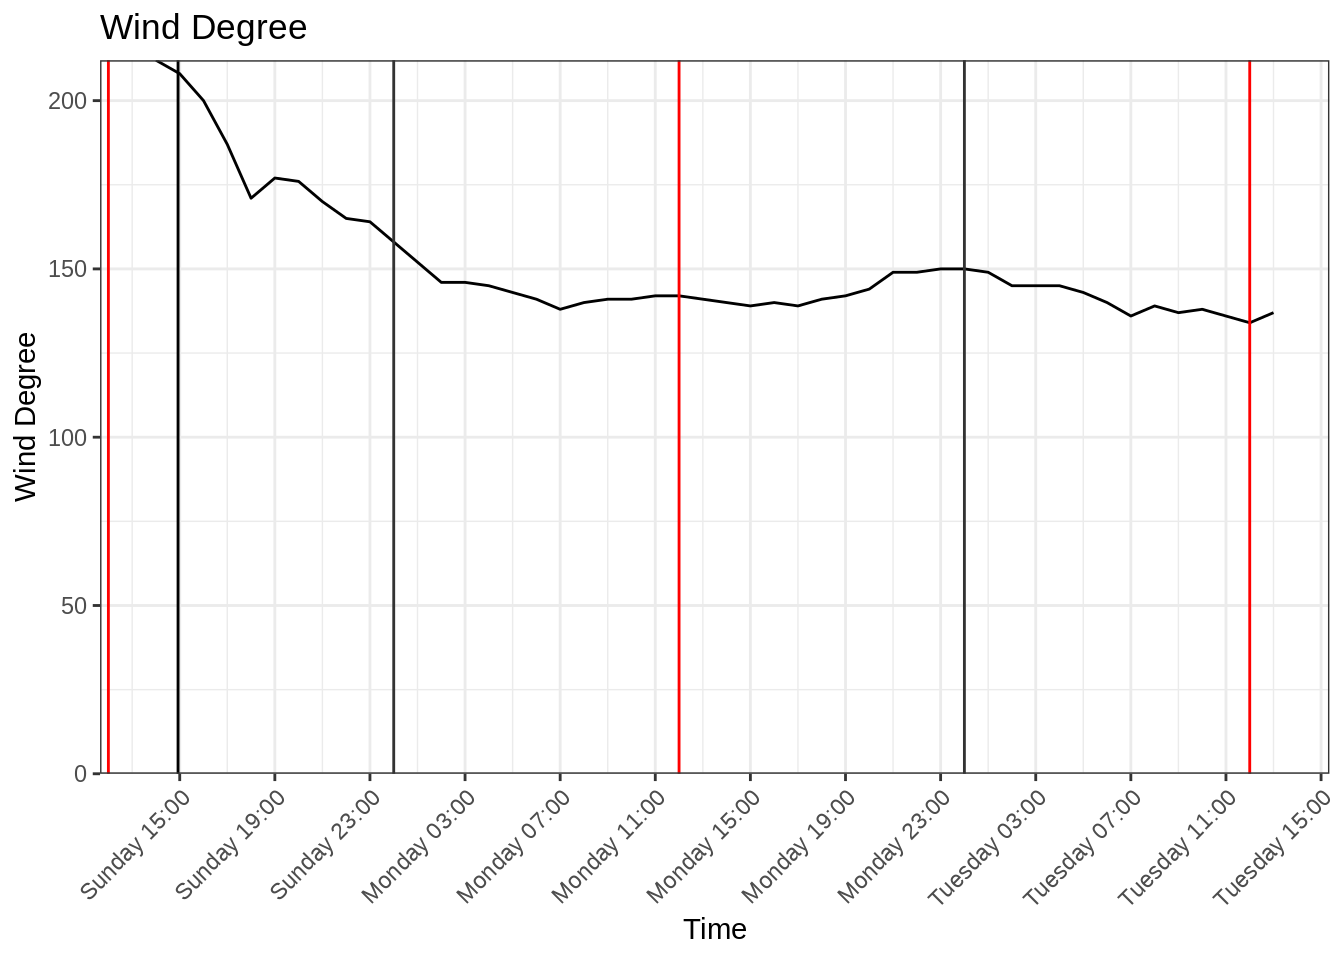 Wind Degree
Wind Degree
200
150
100
50
0
Sunday 15:00
Sunday 19:00
Sunday 23:00
Monday 03:00
Monday 07:00
Monday 11:00
Monday 15:00
Monday 19:00
Monday 23:00
Tuesday 03:00
Tuesday 07:00
Tuesday 11:00
Tuesday 15:00
Time